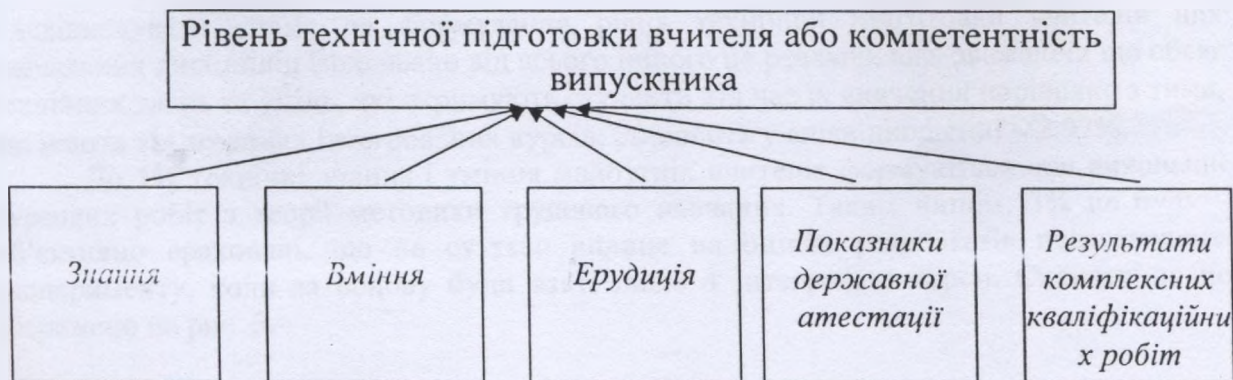 Рівень технічної підготовки вчителя або компетентність
випускника
Знання
Вміння
Ерудиція
Показники
державної
атестації
Результати
комплексних
кваліфікаційни
х робіт